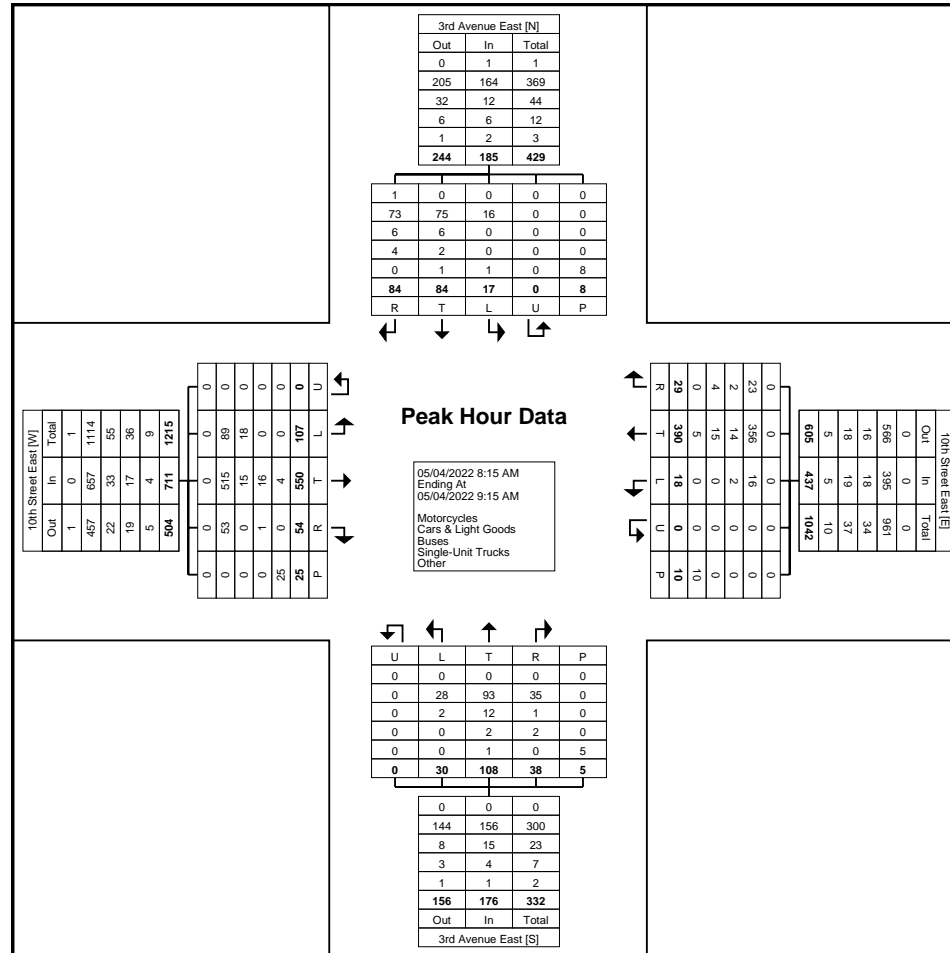 3rd Avenue East [N]
Out In Total
0 1 1
205 164 369
32 12 44
6 6 12
1 2 3
244 185 429
1 0 0 0 0
73 75 16 0 0
6 6 0 0 0
4 2 0 0 0
0 1 1 0 8
84 84 17 0 8
R T L U P
10th Street East [W]
Out In Total
1 0 1
457 657 1114
22 33 55
19 17 36
5 4 9
504 711 1215
0 0 0 0 0
0 53 515 89 0
0 0 15 18 0
0 1 16 0 0
25 0 4 0 0
25 54 550 107 0
P R T L U
Peak Hour Data
05/04/2022 8:15 AM
Ending At
05/04/2022 9:15 AM
Motorcycles
Cars & Light Goods
Buses
Single-Unit Trucks
Other
10th Street East [E]
Out In Total
0 0 0
566 395 961
16 18 34
18 19 37
5 5 10
605 437 1042
0 0 0 0 0
23 356 16 0 0
2 14 2 0 0
4 15 0 0 0
0 5 0 0 10
29 390 18 0 10
R T L U P
U L T R P
0 0 0 0 0
0 28 93 35 0
0 2 12 1 0
0 0 2 2 0
0 0 1 0 5
0 30 108 38 5
0 0 0
144 156 300
8 15 23
3 4 7
1 1 2
156 176 332
Out In Total
3rd Avenue East [S]